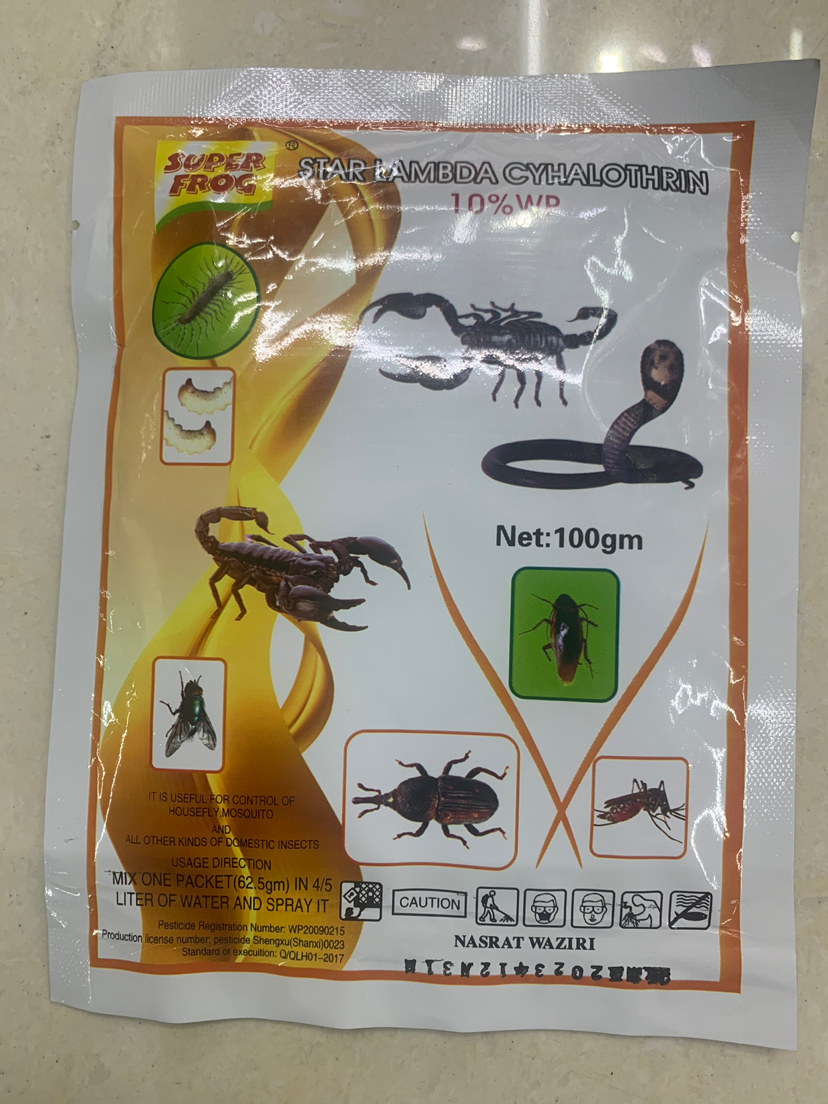 SUPER
FROG
®
STAR LAMBDA CYHALOTHRIN
10% WP
Net:100gm
IT IS USEFUL FOR CONTROL OF
HOUSEFLY,MOSQUITO
AND
ALL OTHER KINDS OF DOMESTIC INSECTS
USAGE DIRECTION
MIX ONE PACKET(62.5gm) IN 4/5
LITER OF WATER AND SPRAY IT
Pesticide Registration Number: WP20090215
Production license number: pesticide Shengxu(Shanxi)0023
Standard of execution: Q/QLH01-2017
CAUTION
NASRAT WAZIRI